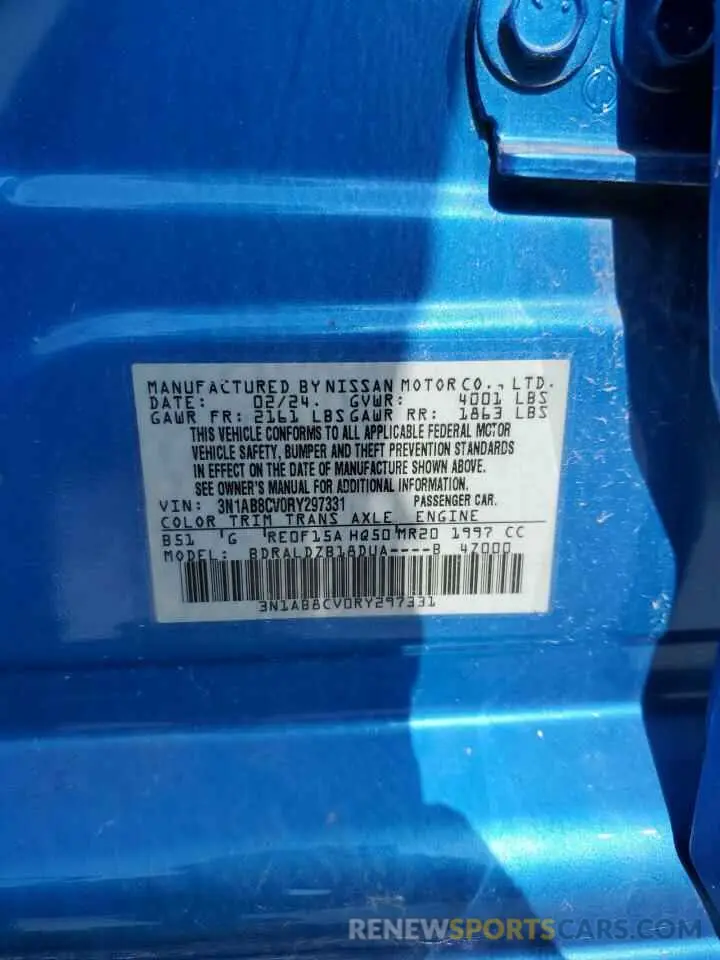 MANUFACTURED BY NISSAN MOTOR CO., LTD.
DATE: 02/24. GVWR: 4001 LBS
GAWR FR: 2161 LBS GAWR RR: 1863 LBS
THIS VEHICLE CONFORMS TO ALL APPLICABLE FEDERAL MOTOR
VEHICLE SAFETY, BUMPER AND THEFT PREVENTION STANDARDS
IN EFFECT ON THE DATE OF MANUFACTURE SHOWN ABOVE.
SEE OWNER'S MANUAL FOR ADDITIONAL INFORMATION.
VIN: 3N1AB8CV0RY297331 PASSENGER CAR.
COLOR TRIM TRANS AXLE ENGINE
B51 'G RE0F15A HQ50 MR20 1997 CC
MODEL: BDRALDZB18DUA----B 4Z000
3N1AB8CV0RY297331
RENEWSPORTSCARS.COM